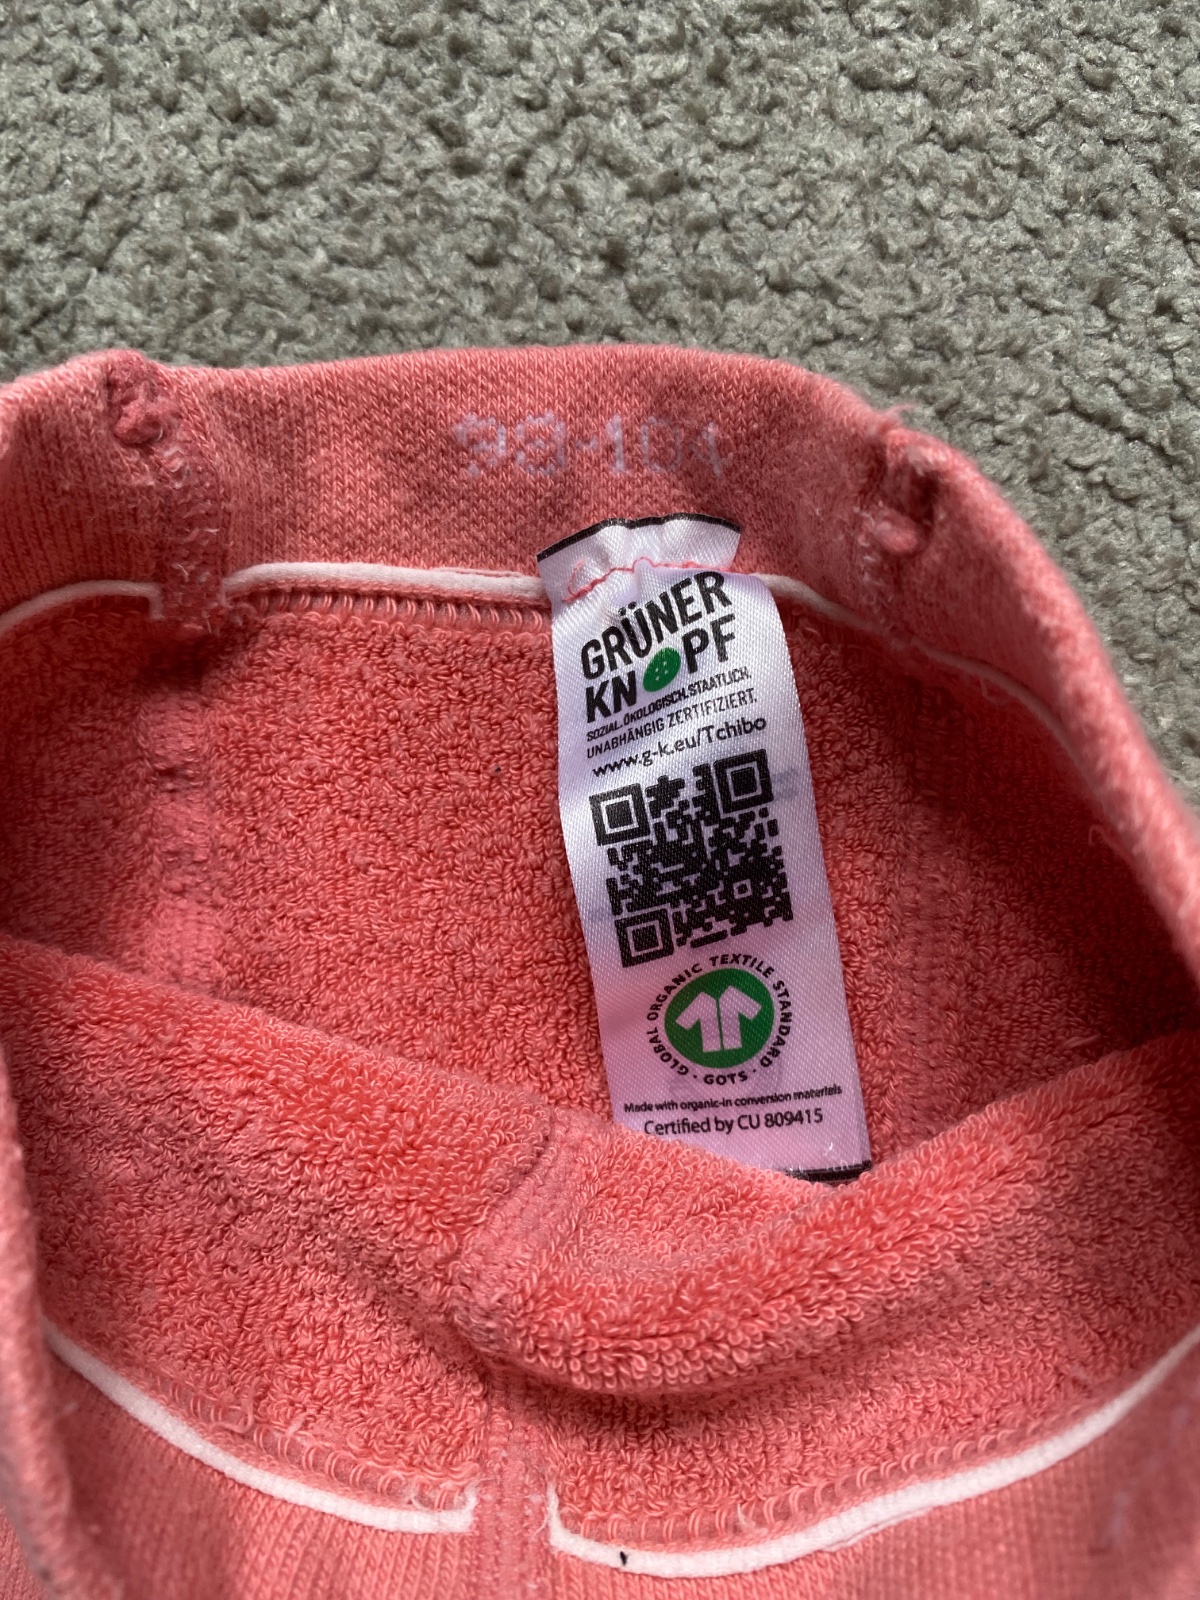 98-104
GRÜNER
KNOPF
SOZIAL. ÖKOLOGISCH. STAATLICH.
UNABHÄNGIG ZERTIFIZIERT.
www.g-k.eu/Tchibo
GLOBAL ORGANIC TEXTILE STANDARD · GOTS ·
Made with organic-in conversion materials
Certified by CU 809415